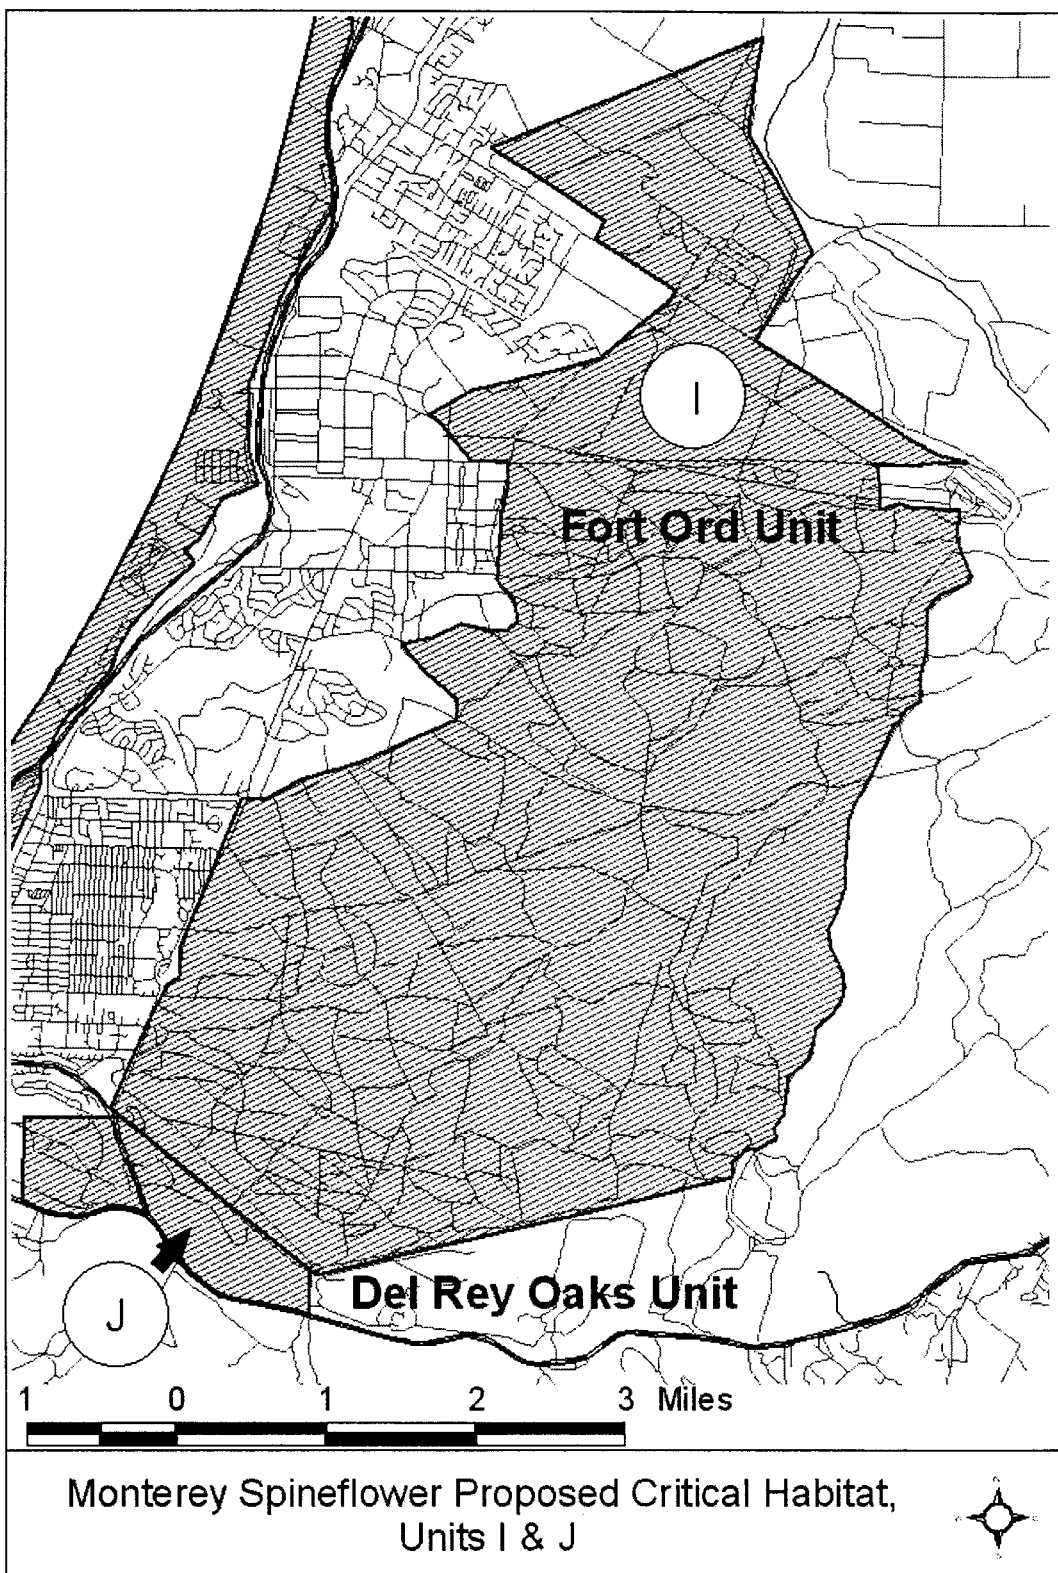 I
Fort Ord Unit
Del Rey Oaks Unit
J
1 0 1 2 3 Miles
Monterey Spineflower Proposed Critical Habitat,
Units I & J